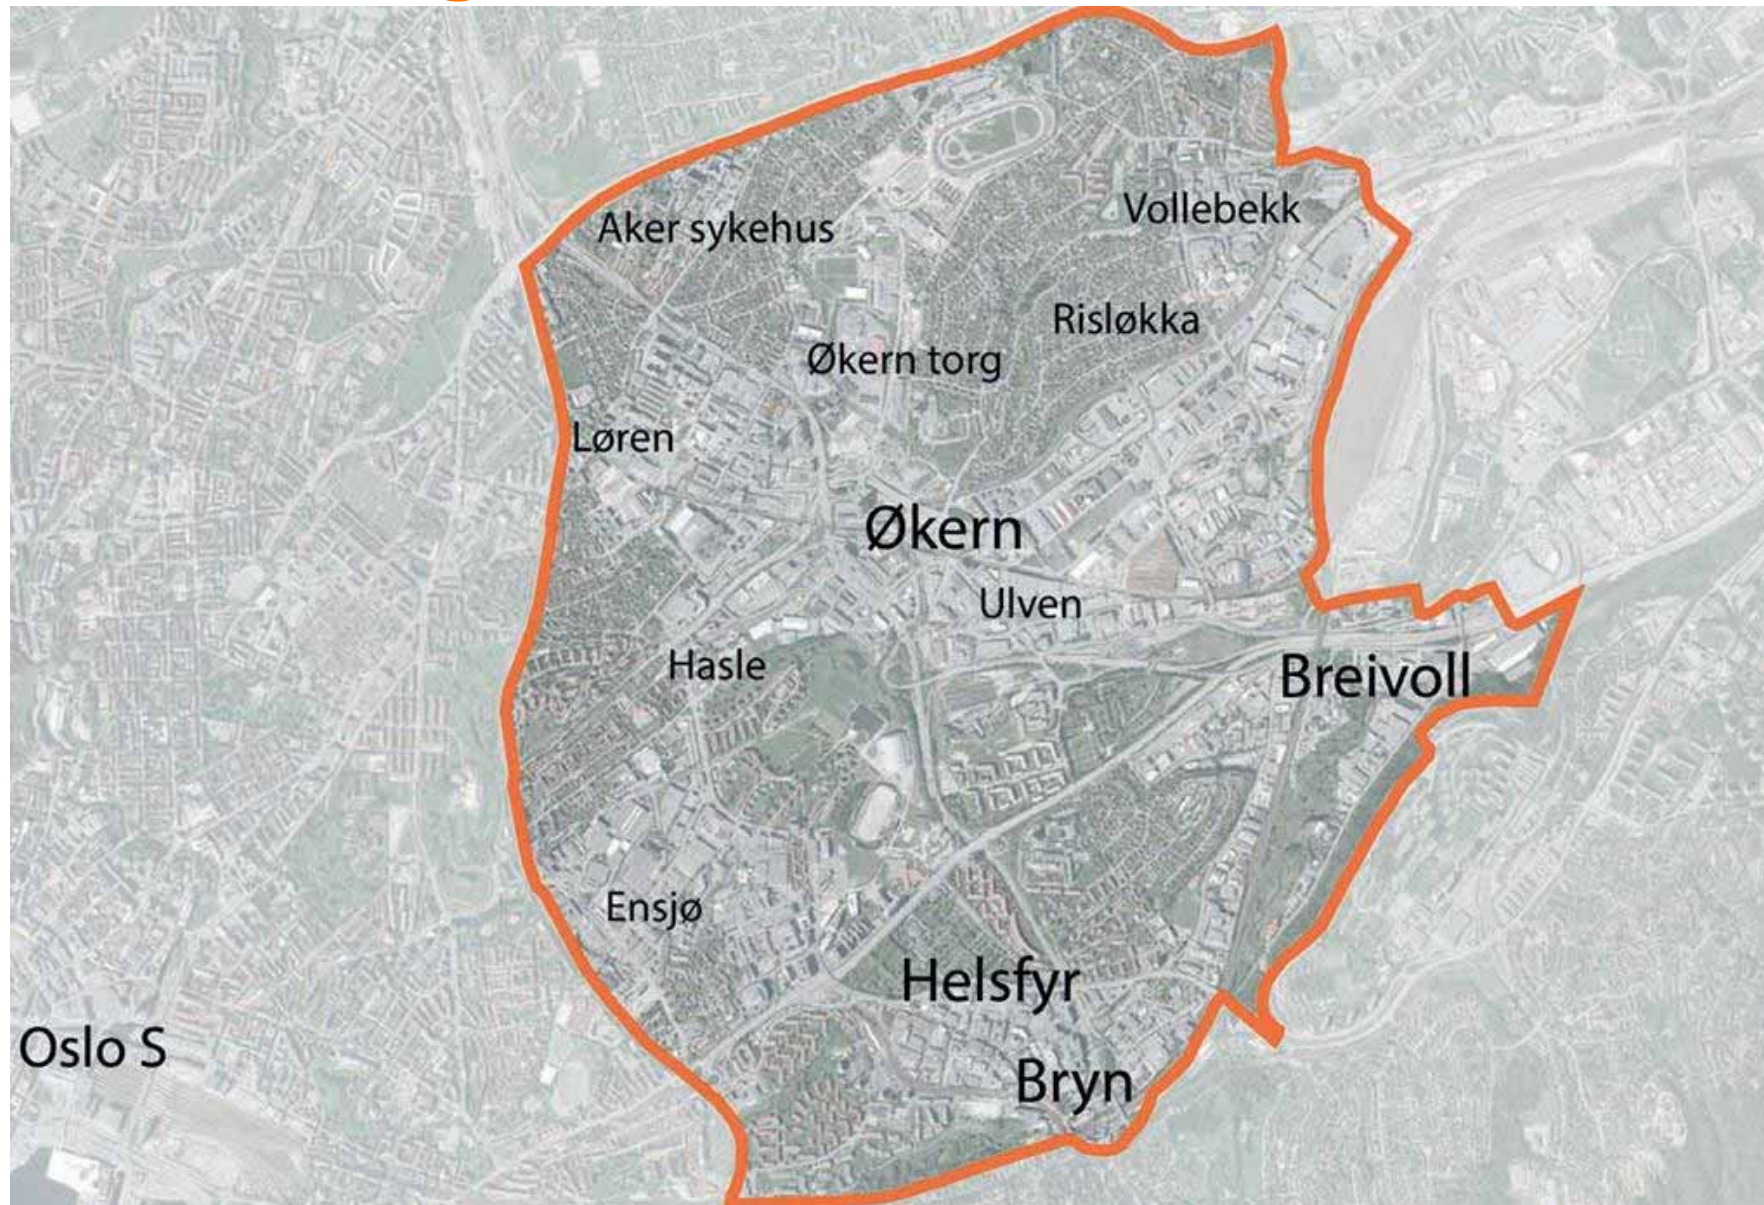 Vollebekk
Aker sykehus
Risløkka
Økern torg
Løren
Økern
Ulven
Hasle
Breivoll
Ensjø
Helsfyr
Oslo S
Bryn